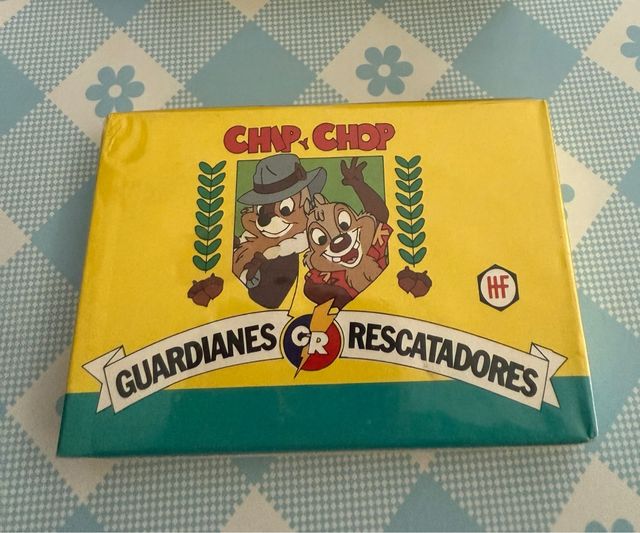 CHIP Y CHOP
HF
GUARDIANES GR RESCATADORES